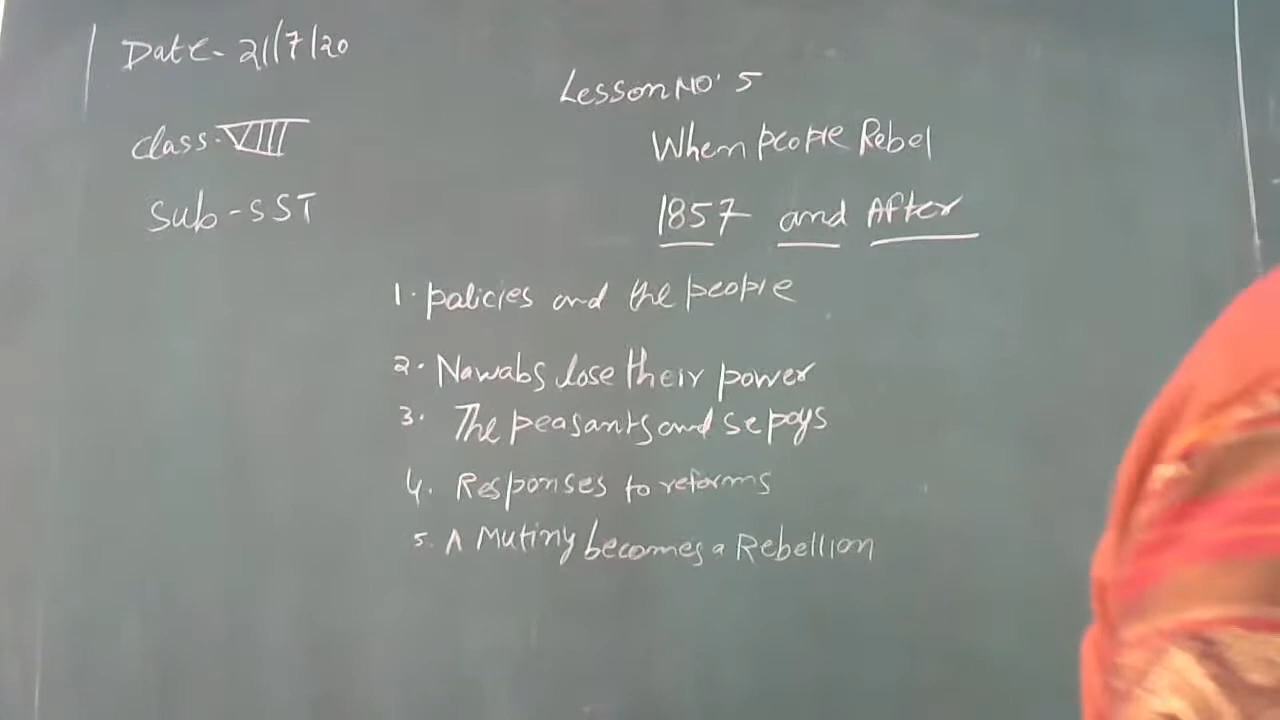 Date - 21/7/20
Lesson No. 5
class - VIII
When people Rebel
Sub - SST
1857 and After
1. policies and the people
2. Nawabs lose their power
3. The peasants and sepoys
4. Responses to reforms
5. A Mutiny becomes a Rebellion